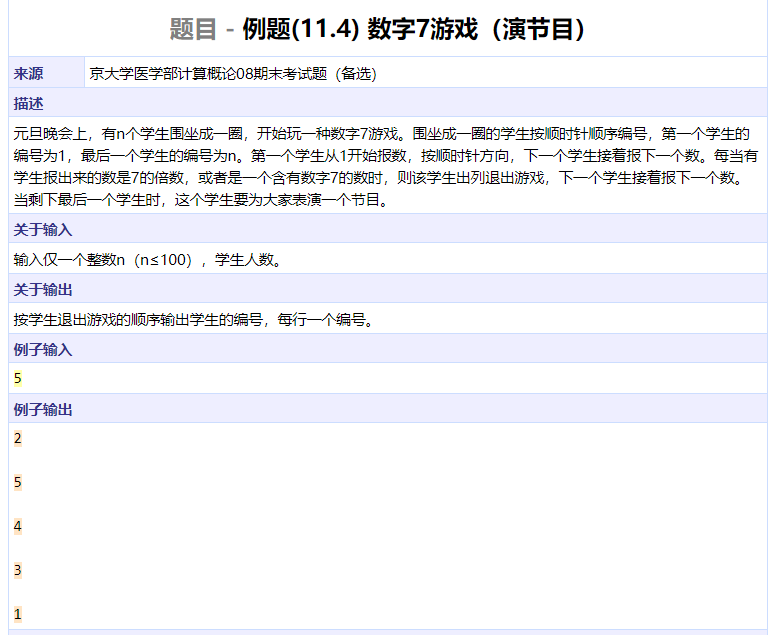 题目 - 例题(11.4) 数字7游戏（演节目）
来源 京大学医学部计算概论08期末考试题（备选）
描述
元旦晚会上，有n个学生围坐成一圈，开始玩一种数字7游戏。围坐成一圈的学生按顺时针顺序编号，第一个学生的
编号为1，最后一个学生的编号为n。第一个学生从1开始报数，按顺时针方向，下一个学生接着报下一个数。每当有
学生报出来的数是7的倍数，或者是一个含有数字7的数时，则该学生出列退出游戏，下一个学生接着报下一个数。
当剩下最后一个学生时，这个学生要为大家表演一个节目。
关于输入
输入仅一个整数n（n≤100），学生人数。
关于输出
按学生退出游戏的顺序输出学生的编号，每行一个编号。
例子输入
5
例子输出
2
5
4
3
1